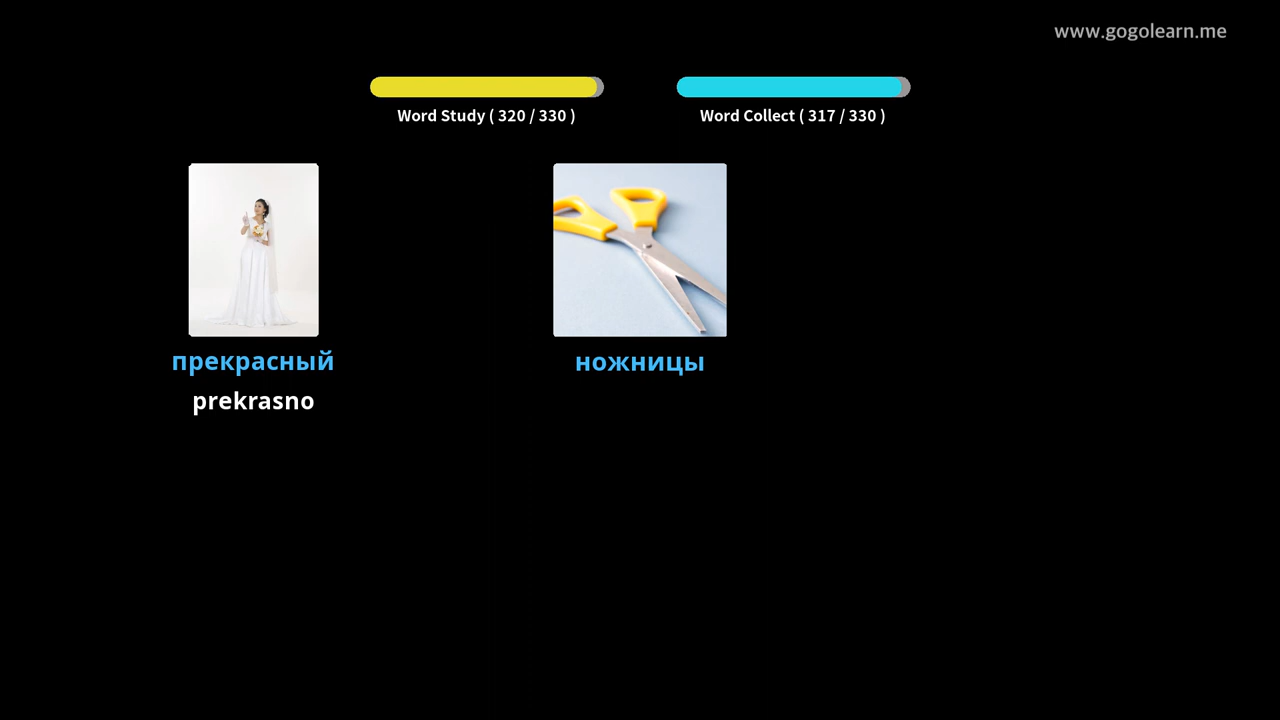 www.gogolearn.me
Word Study ( 320 / 330 )
Word Collect ( 317 / 330 )
прекрасный
ножницы
prekrasno